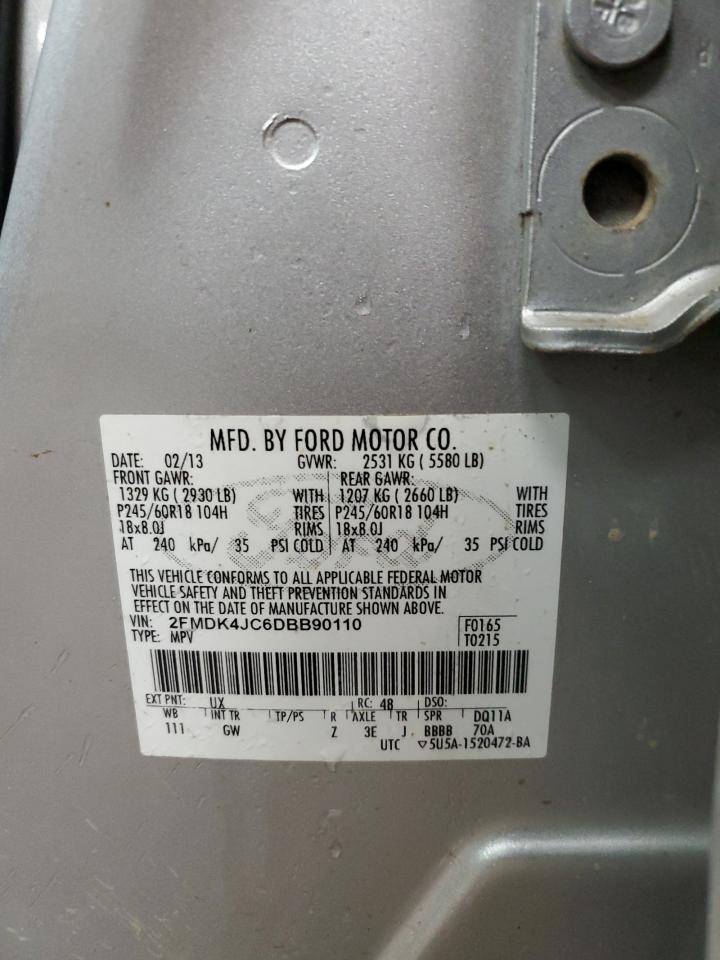 MFD. BY FORD MOTOR CO.
DATE: 02/13 GVWR: 2531 KG ( 5580 LB)
FRONT GAWR: REAR GAWR:
1329 KG ( 2930 LB) WITH 1207 KG ( 2660 LB) WITH
P245/60R18 104H TIRES P245/60R18 104H TIRES
18x8.0J RIMS 18x8.0J RIMS
AT 240 kPa/ 35 PSI COLD AT 240 kPa/ 35 PSI COLD
THIS VEHICLE CONFORMS TO ALL APPLICABLE FEDERAL MOTOR
VEHICLE SAFETY AND THEFT PREVENTION STANDARDS IN
EFFECT ON THE DATE OF MANUFACTURE SHOWN ABOVE.
VIN: 2FMDK4JC6DBB90110 F0165
TYPE: MPV T0215
EXT PNT: UX RC: 48 DSO:
WB INT TR TP/PS R AXLE TR SPR DQ11A
111 GW Z 3E J BBBB 70A
UTC ▽5U5A-1520472-BA